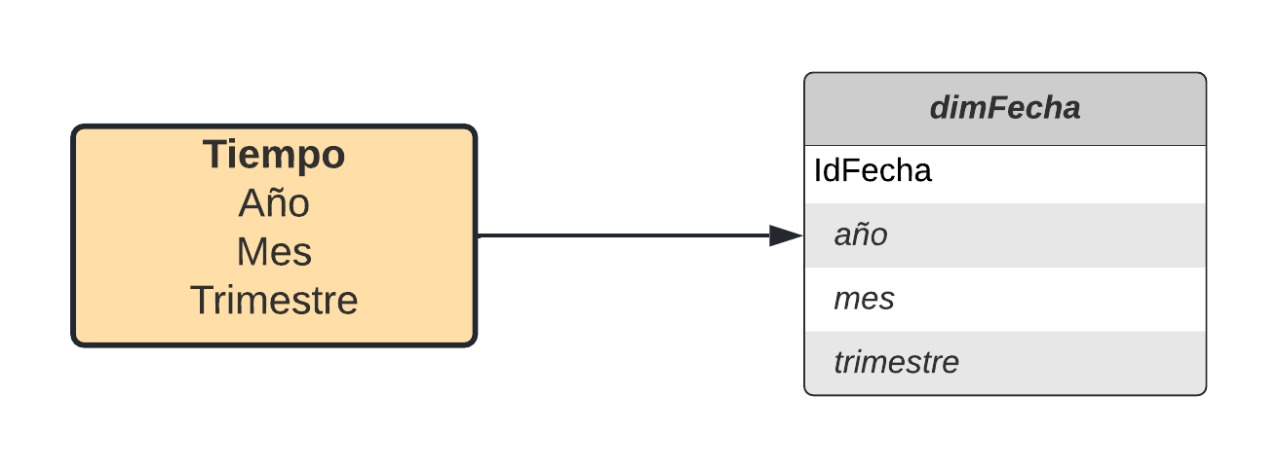 Tiempo
Año
Mes
Trimestre
dimFecha
IdFecha
año
mes
trimestre